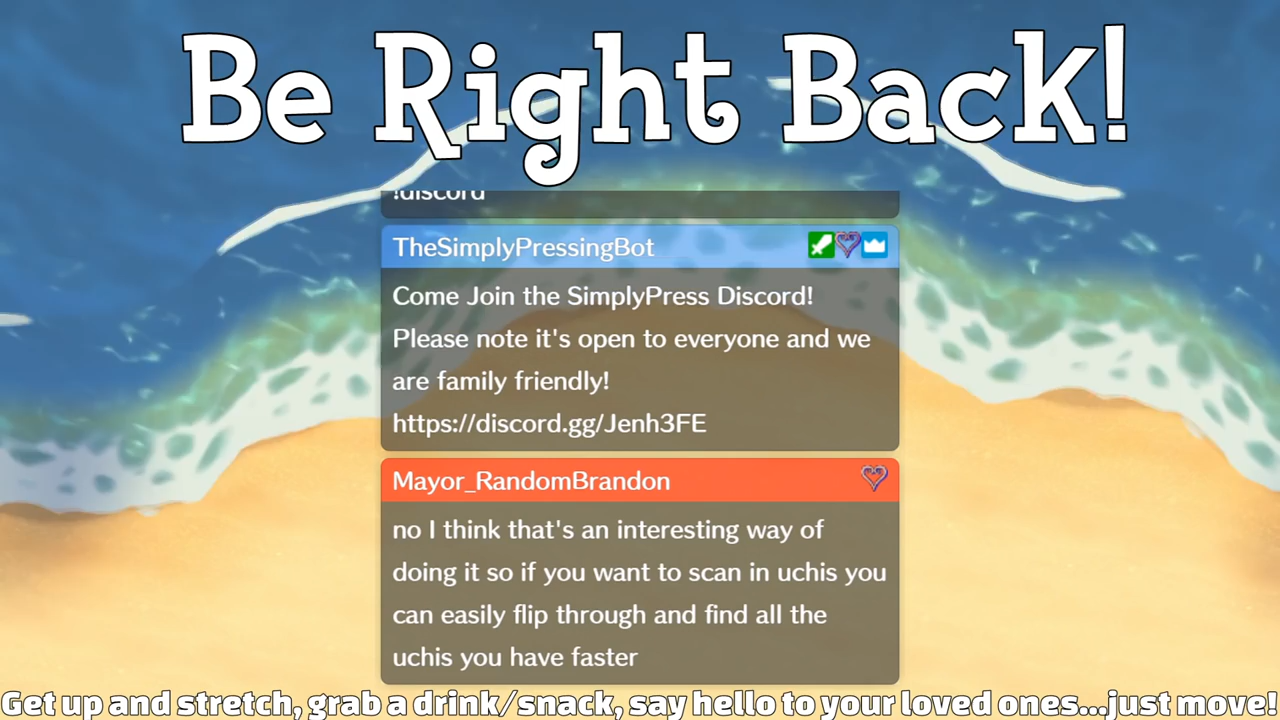 Be Right Back!
!discord
TheSimplyPressingBot
Come Join the SimplyPress Discord!
Please note it's open to everyone and we
are family friendly!
https://discord.gg/Jenh3FE
Mayor_RandomBrandon
no I think that's an interesting way of
doing it so if you want to scan in uchis you
can easily flip through and find all the
uchis you have faster
Get up and stretch, grab a drink/snack, say hello to your loved ones...just move!